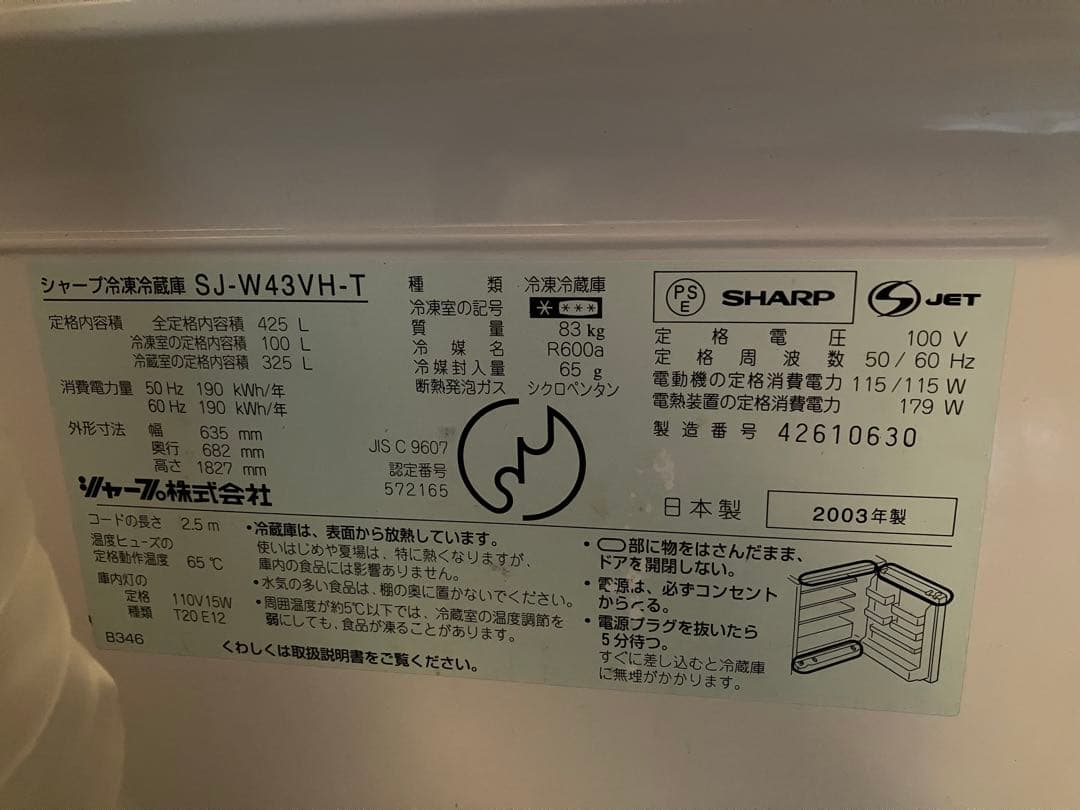 シャープ冷凍冷蔵庫 SJ-W43VH-T
定格内容積 全定格内容積 425 L
冷凍室の定格内容積 100 L
冷蔵室の定格内容積 325 L
消費電力量 50 Hz 190 kWh/年
60 Hz 190 kWh/年
外形寸法 幅 635 mm
奥行 682 mm
高さ 1827 mm
シャープ株式会社
種類 冷凍冷蔵庫
冷凍室の記号 * ***
質量 83 kg
冷媒名 R600a
冷媒封入量 65 g
断熱発泡ガス シクロペンタン
JIS C 9607
認定番号
572165
PSE SHARP JET
定格電圧 100 V
定格周波数 50/60 Hz
電動機の定格消費電力 115/115 W
電熱装置の定格消費電力 179 W
製造番号 42610630
日本製 2003年製
コードの長さ 2.5 m
温度ヒューズの
定格動作温度 65 ℃
庫内灯の
定格 110V15W
種類 T20 E12
B346
・冷蔵庫は、表面から放熱しています。
使いはじめや夏場は、特に熱くなりますが、
庫内の食品には影響ありません。
・水気の多い食品は、棚の奥に置かないでください。
・周囲温度が約5℃以下では、冷蔵室の温度調節を
弱にしても、食品が凍ることがあります。
くわしくは取扱説明書をご覧ください。
・部に物をはさんだまま、
ドアを開閉しない。
・電源は、必ずコンセント
から
・電源プラグを抜いたら
5分待つ。
すぐに差し込むと冷蔵庫
に無理がかかります。